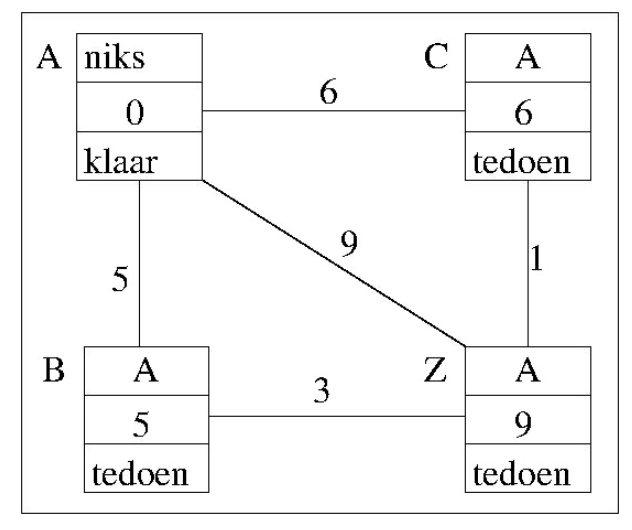 A niks C A
0 6 6
klaar tedoen
9
5 1
B A Z A
5 3 9
tedoen tedoen